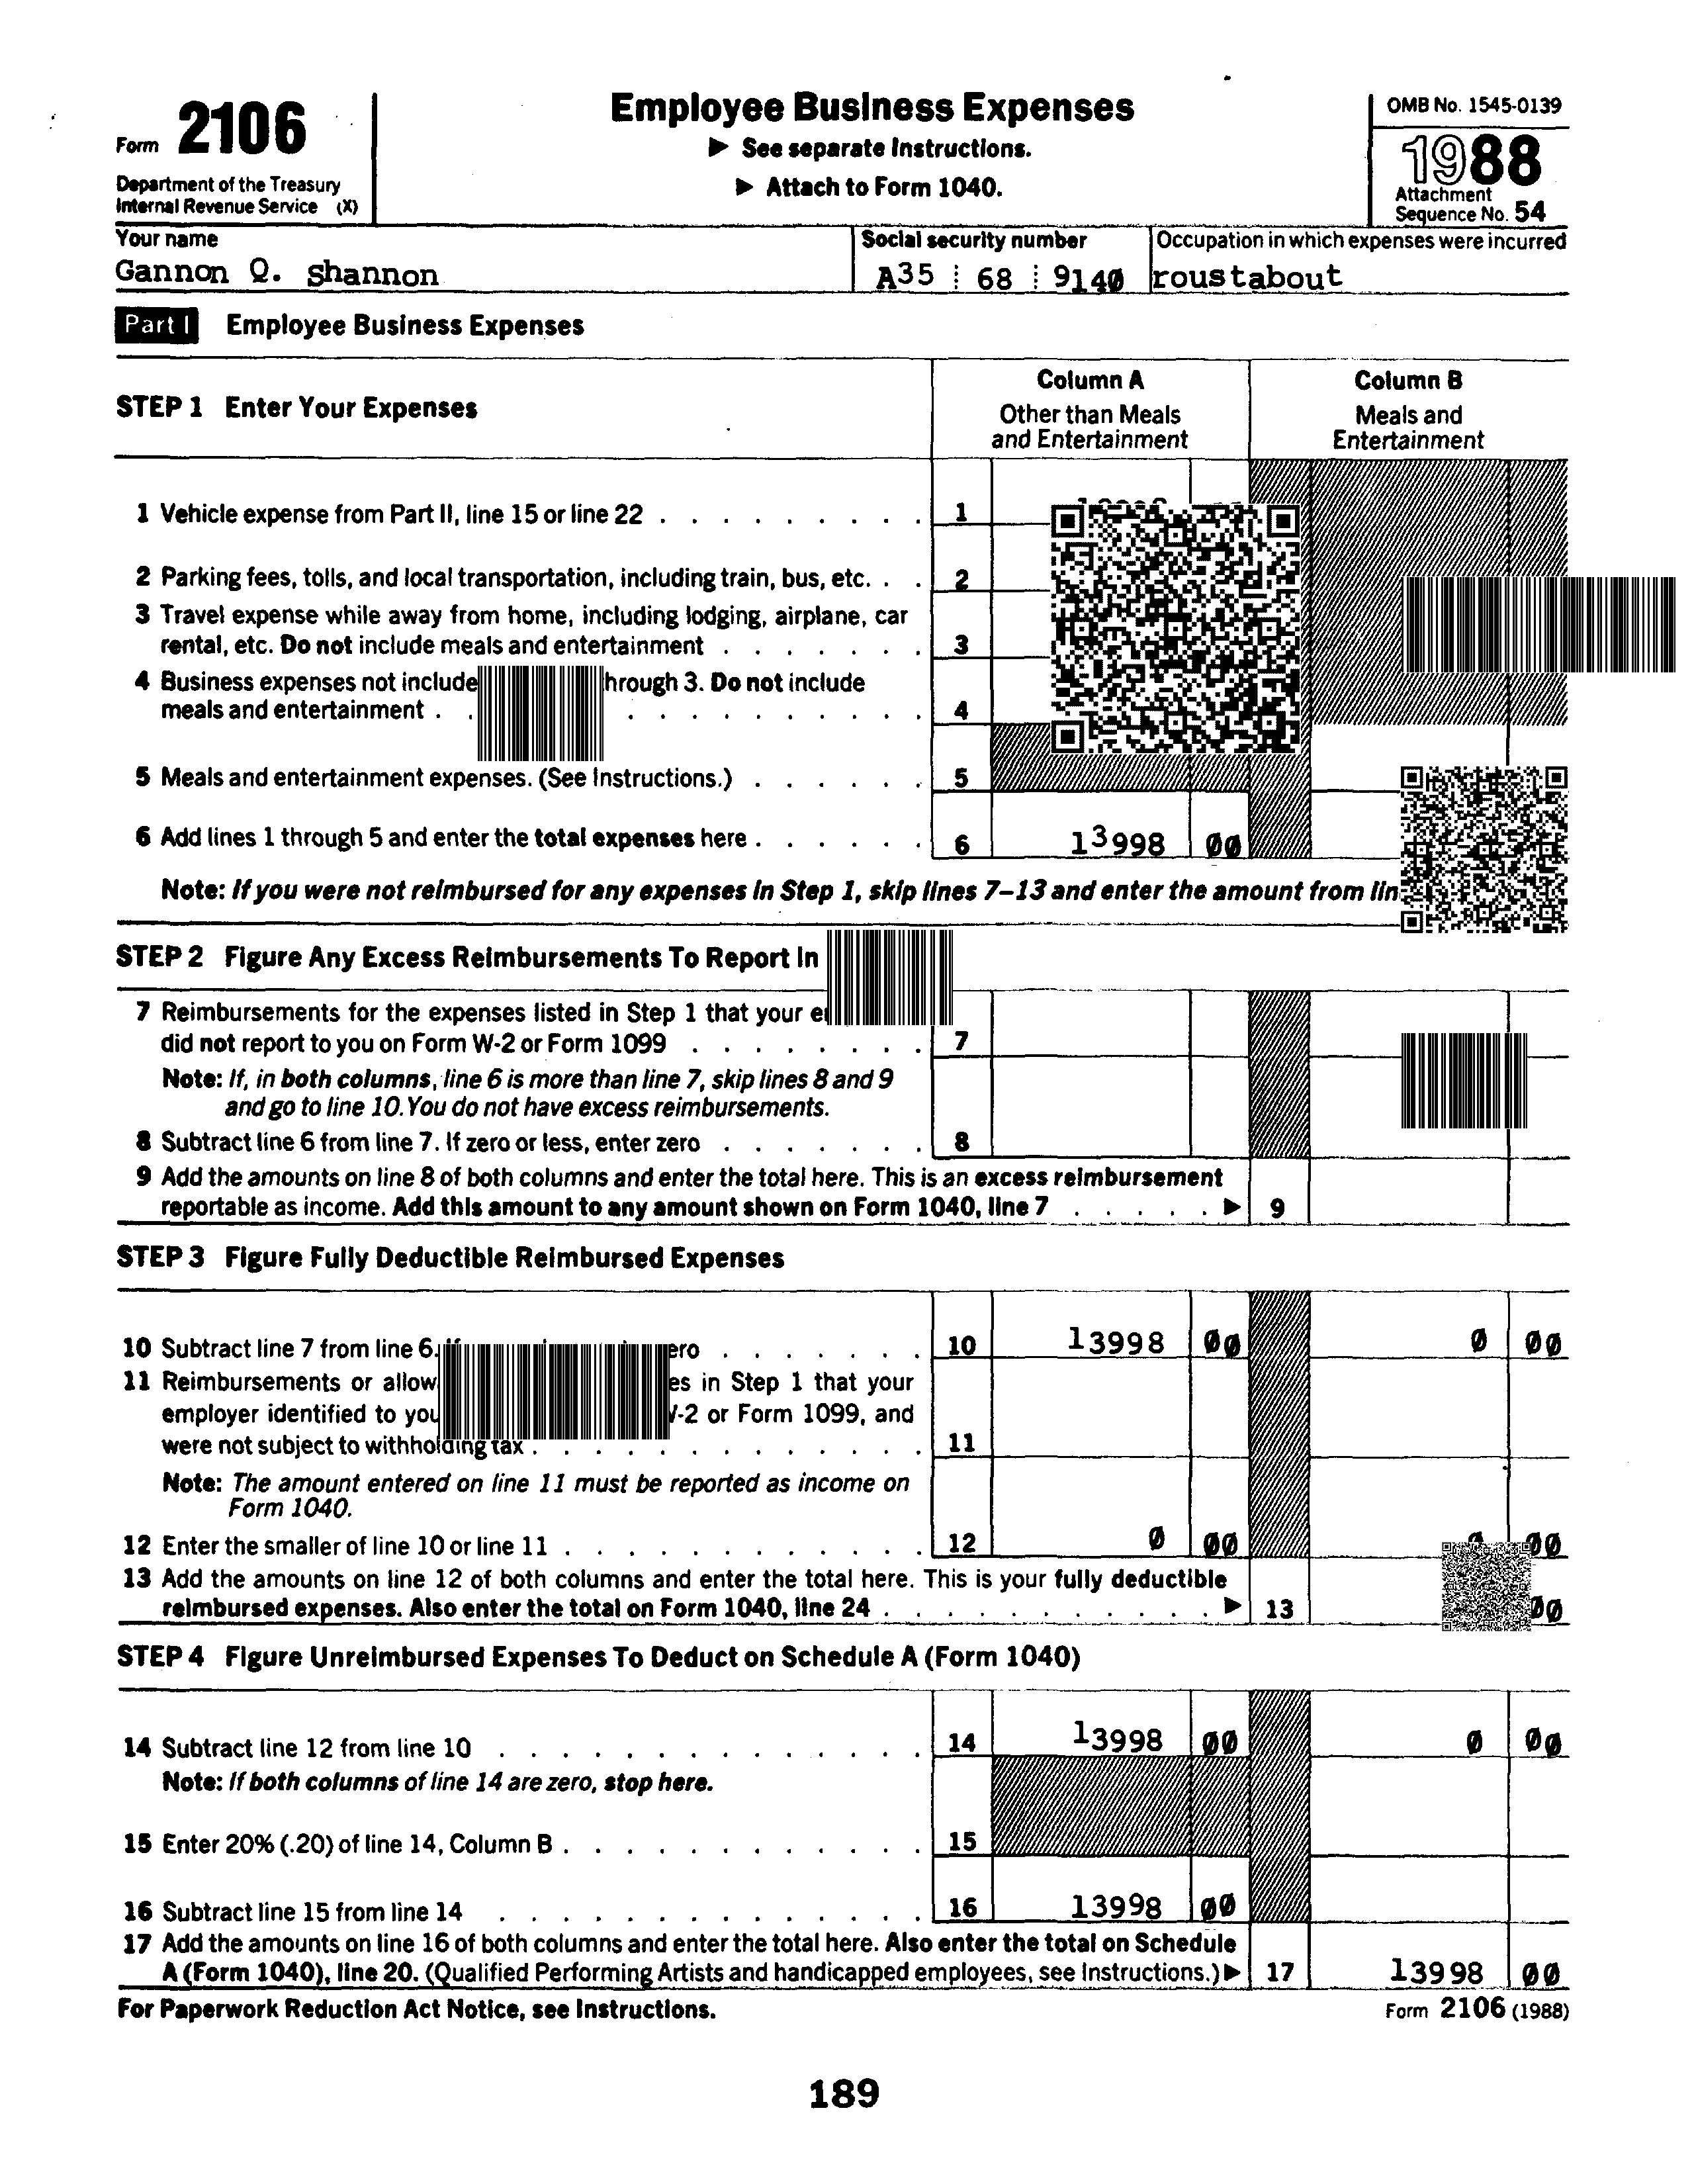 Form 2106
Department of the Treasury
Internal Revenue Service (X)
Employee Business Expenses
▶ See separate Instructions.
▶ Attach to Form 1040.
OMB No. 1545-0139
1988
Attachment
Sequence No. 54
Your name
Gannon Q. Shannon
Social security number
A35 68 9140
Occupation in which expenses were incurred
roustabout
Part I Employee Business Expenses
STEP 1 Enter Your Expenses
Column A
Other than Meals
and Entertainment
Column B
Meals and
Entertainment
1 Vehicle expense from Part II, line 15 or line 22 . . . . . . . . . 1
2 Parking fees, tolls, and local transportation, including train, bus, etc. . . 2
3 Travel expense while away from home, including lodging, airplane, car
rental, etc. Do not include meals and entertainment . . . . . . . 3
4 Business expenses not include hrough 3. Do not include
meals and entertainment . . . . . . . . . . . . 4
5 Meals and entertainment expenses. (See Instructions.) . . . . . . 5
6 Add lines 1 through 5 and enter the total expenses here . . . . . . 6 13998 00
Note: If you were not reimbursed for any expenses in Step 1, skip lines 7–13 and enter the amount from lin
STEP 2 Figure Any Excess Reimbursements To Report In
7 Reimbursements for the expenses listed in Step 1 that your
did not report to you on Form W-2 or Form 1099 . . . . . . . . 7
Note: If, in both columns, line 6 is more than line 7, skip lines 8 and 9
and go to line 10. You do not have excess reimbursements.
8 Subtract line 6 from line 7. If zero or less, enter zero . . . . . . . 8
9 Add the amounts on line 8 of both columns and enter the total here. This is an excess reimbursement
reportable as income. Add this amount to any amount shown on Form 1040, line 7 . . . . . ▶ 9
STEP 3 Figure Fully Deductible Reimbursed Expenses
10 Subtract line 7 from line 6. ero . . . . . . . 10 13998 00 0 00
11 Reimbursements or allow es in Step 1 that your
employer identified to you -2 or Form 1099, and
were not subject to withholding tax . . . . . . . . . . . . . 11
Note: The amount entered on line 11 must be reported as income on
Form 1040.
12 Enter the smaller of line 10 or line 11 . . . . . . . . . . . . 12 0 00 00
13 Add the amounts on line 12 of both columns and enter the total here. This is your fully deductible
reimbursed expenses. Also enter the total on Form 1040, line 24 . . . . . . . . . . . ▶ 13 00
STEP 4 Figure Unreimbursed Expenses To Deduct on Schedule A (Form 1040)
14 Subtract line 12 from line 10 . . . . . . . . . . . . . . 14 13998 00 0 00
Note: If both columns of line 14 are zero, stop here.
15 Enter 20% (.20) of line 14, Column B . . . . . . . . . . . . 15
16 Subtract line 15 from line 14 . . . . . . . . . . . . . . 16 13998 00
17 Add the amounts on line 16 of both columns and enter the total here. Also enter the total on Schedule
A (Form 1040), line 20. (Qualified Performing Artists and handicapped employees, see Instructions.) ▶ 17 13998 00
For Paperwork Reduction Act Notice, see Instructions.
Form 2106 (1988)
189